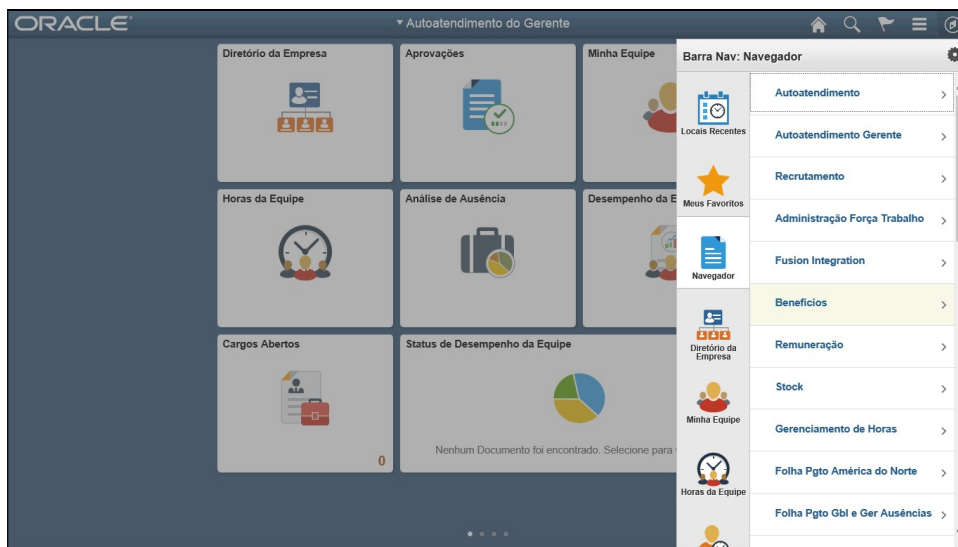 ORACLE
Autoatendimento do Gerente
Diretório da Empresa
Aprovações
Minha Equipe
Horas da Equipe
Análise de Ausência
Desempenho da E
Cargos Abertos
0
Status de Desempenho da Equipe
Nenhum Documento foi encontrado. Selecione para
Barra Nav: Navegador
Locais Recentes
Meus Favoritos
Navegador
Diretório da
Empresa
Minha Equipe
Horas da Equipe
Autoatendimento
Autoatendimento Gerente
Recrutamento
Administração Força Trabalho
Fusion Integration
Benefícios
Remuneração
Stock
Gerenciamento de Horas
Folha Pgto América do Norte
Folha Pgto Gbl e Ger Ausências